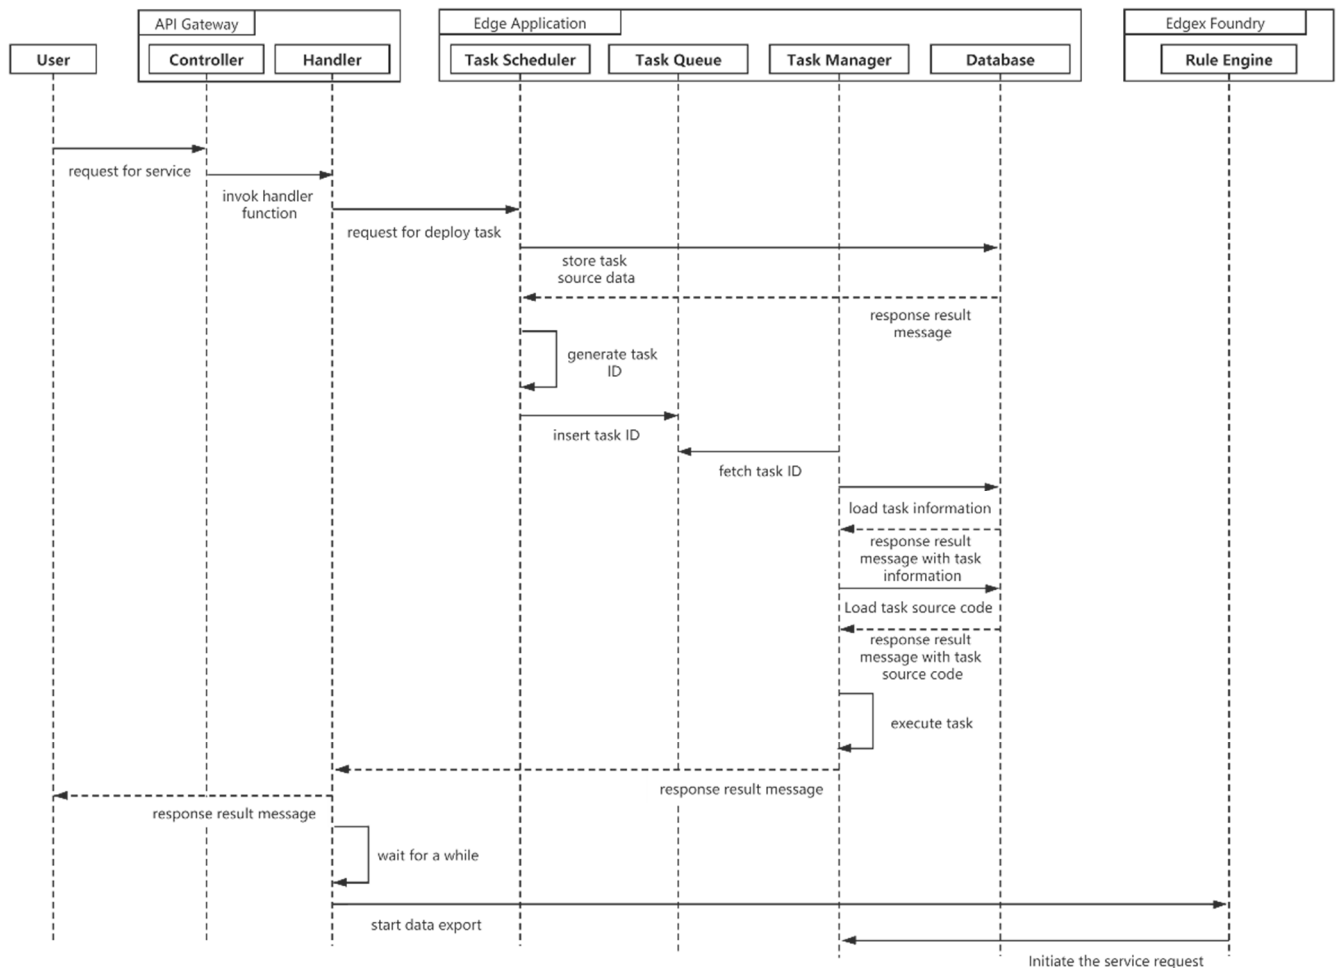 API Gateway
Edge Application
Edgex Foundry
User
Controller
Handler
Task Scheduler
Task Queue
Task Manager
Database
Rule Engine
request for service
invok handler
function
request for deploy task
store task
source data
response result
message
generate task
ID
insert task ID
fetch task ID
load task information
response result
message with task
information
Load task source code
response result
message with task
source code
execute task
response result message
response result message
wait for a while
start data export
Initiate the service request